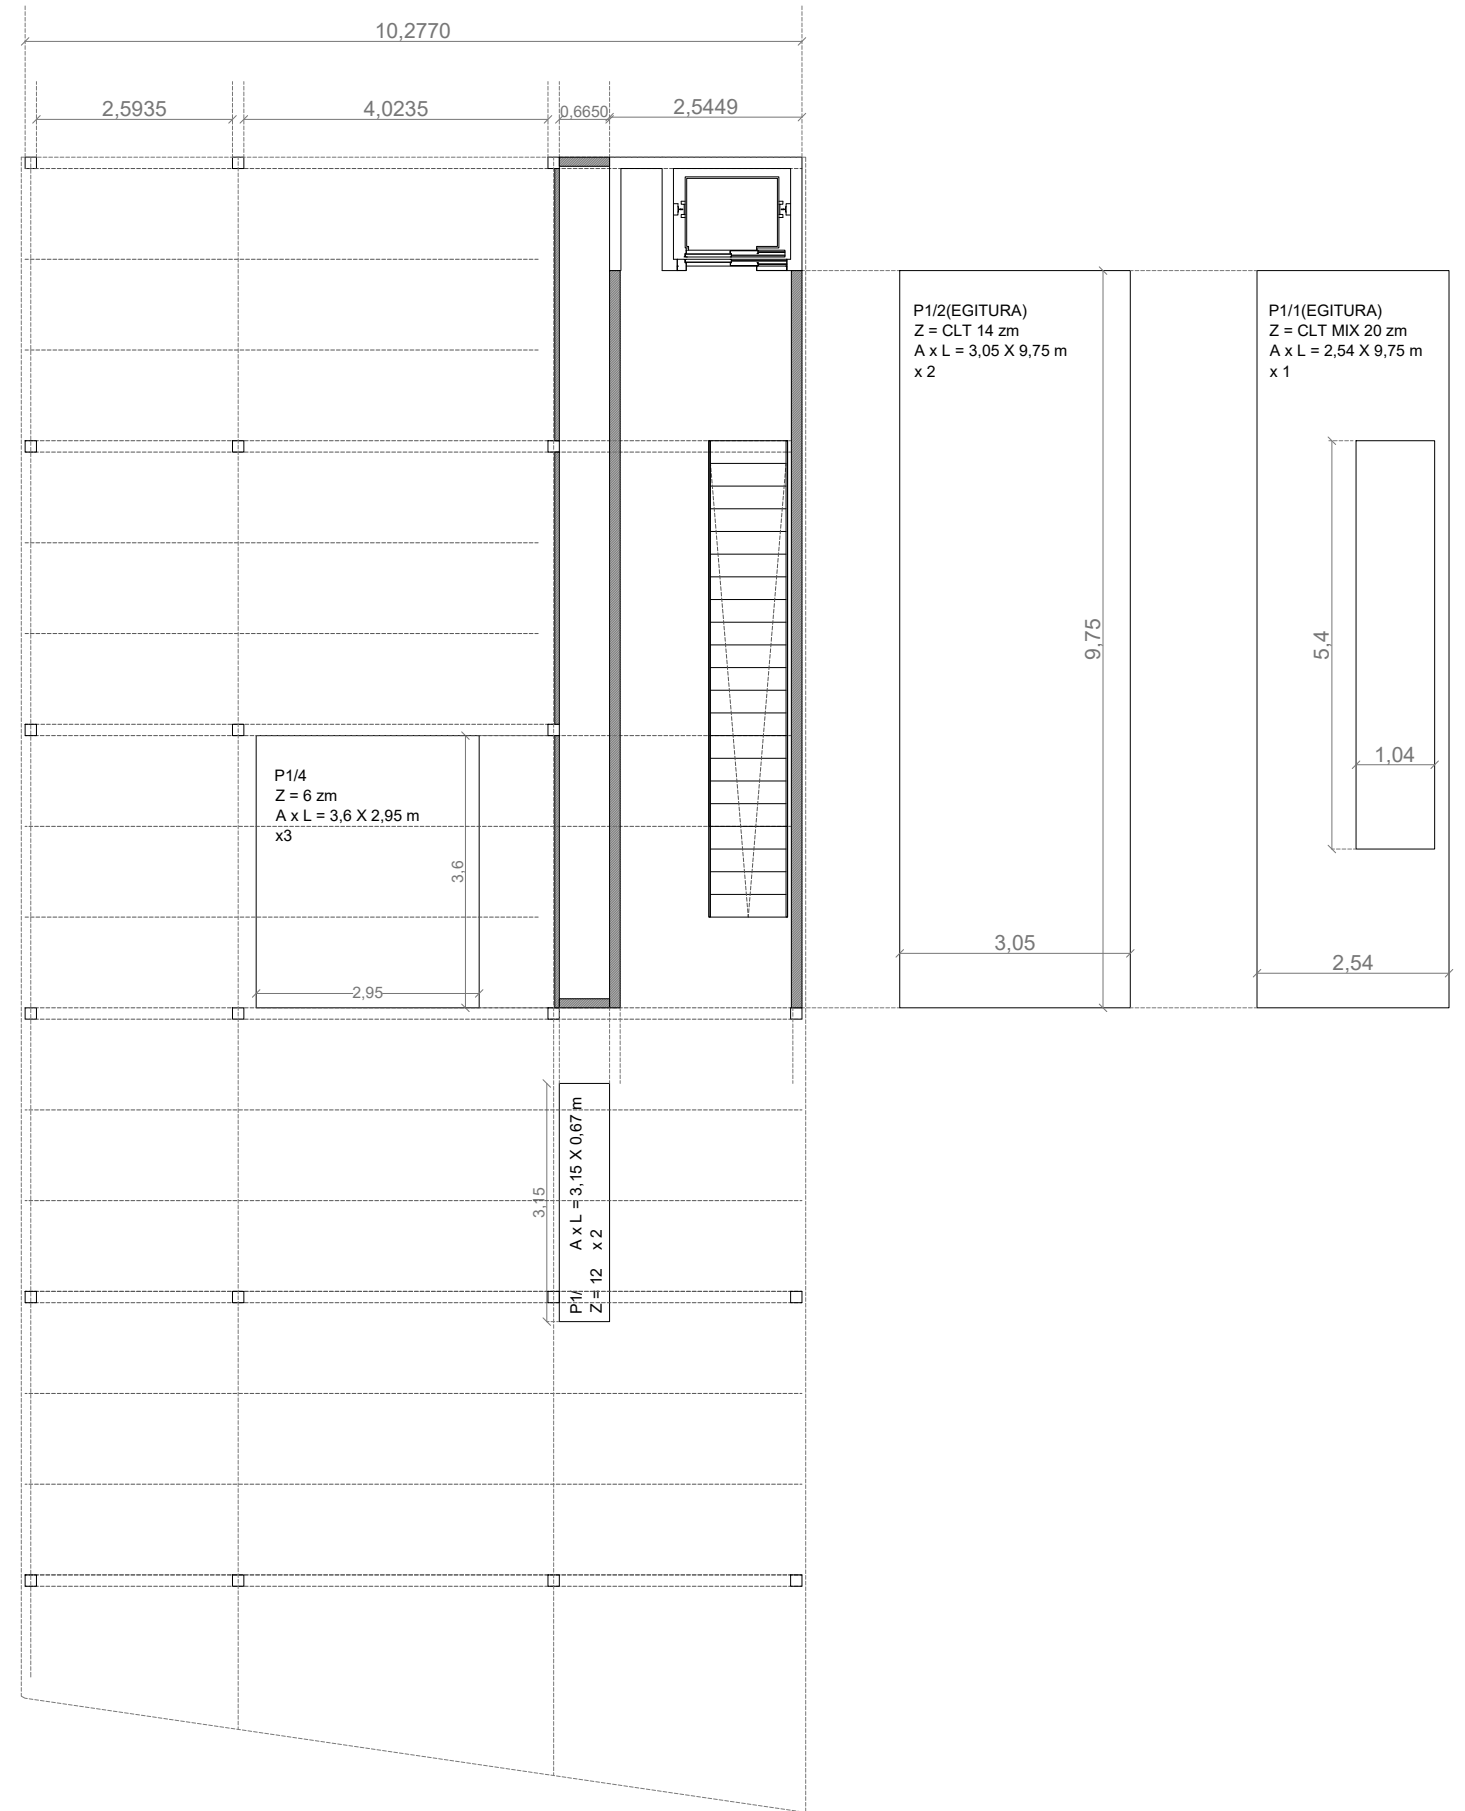 10,2770
2,5935
4,0235
0,6650
2,5449
P1/2(EGITURA)
Z = CLT 14 zm
A x L = 3,05 X 9,75 m
x 2
9,75
3,05
P1/1(EGITURA)
Z = CLT MIX 20 zm
A x L = 2,54 X 9,75 m
x 1
5,4
1,04
2,54
P1/4
Z = 6 zm
A x L = 3,6 X 2,95 m
x3
3,6
2,95
3,15
P1/ A x L = 3,15 X 0,67 m
Z = 12 x 2